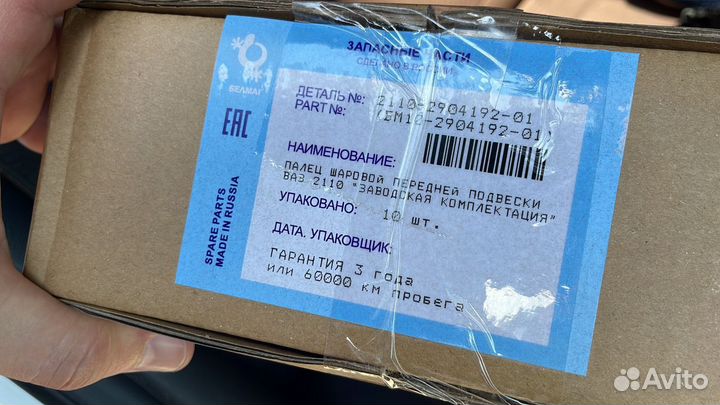 ЗАПАСНЫЕ ЧАСТИ
СДЕЛАНО В РОССИИ
БЕЛМАГ
ЕАС
ДЕТАЛЬ №: 2110-2904192-01
PART №: (БМ10-2904192-01)
НАИМЕНОВАНИЕ:
ПАЛЕЦ ШАРОВОЙ ПЕРЕДНЕЙ ПОДВЕСКИ
ВАЗ 2110 "ЗАВОДСКАЯ КОМПЛЕКТАЦИЯ"
УПАКОВАНО: 10 шт.
ДАТА. УПАКОВЩИК:
ГАРАНТИЯ 3 года
или 60000 км пробега
SPARE PARTS
MADE IN RUSSIA
Avito